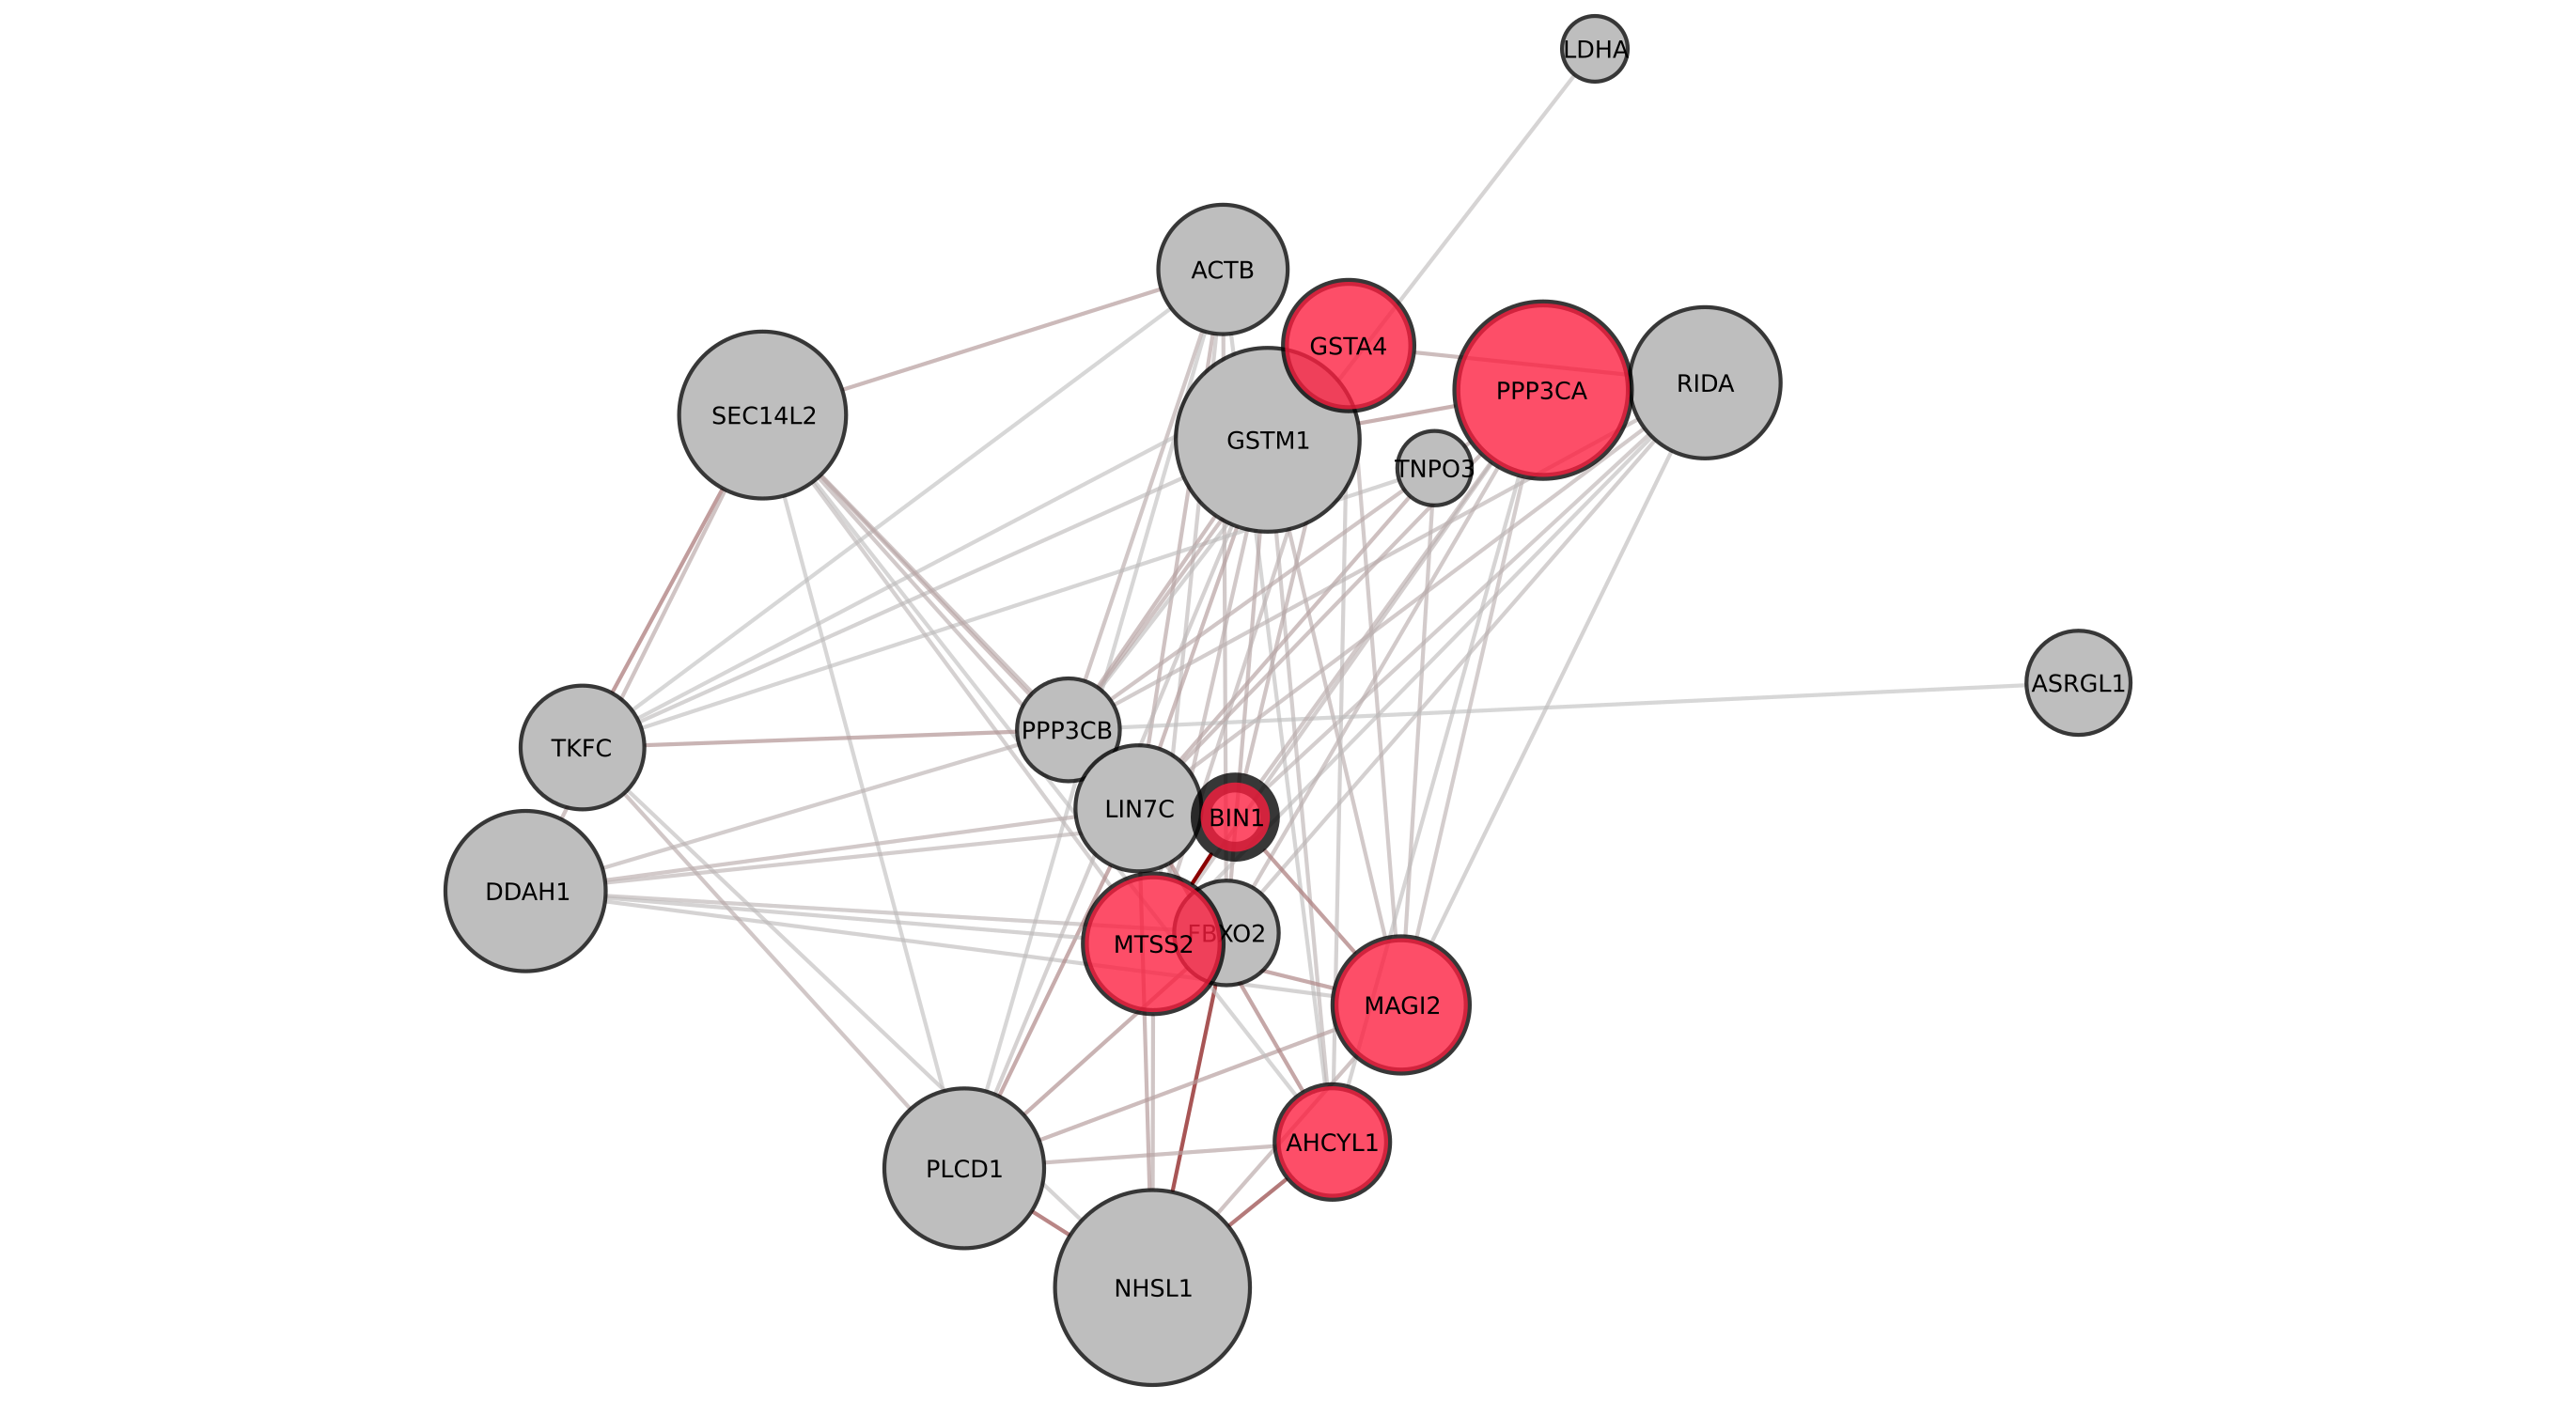 LDHA
ACTB
GSTA4
PPP3CA
RIDA
SEC14L2
GSTM1
TNPO3
ASRGL1
PPP3CB
TKFC
LIN7C
BIN1
DDAH1
MTSS2
FBXO2
MAGI2
AHCYL1
PLCD1
NHSL1